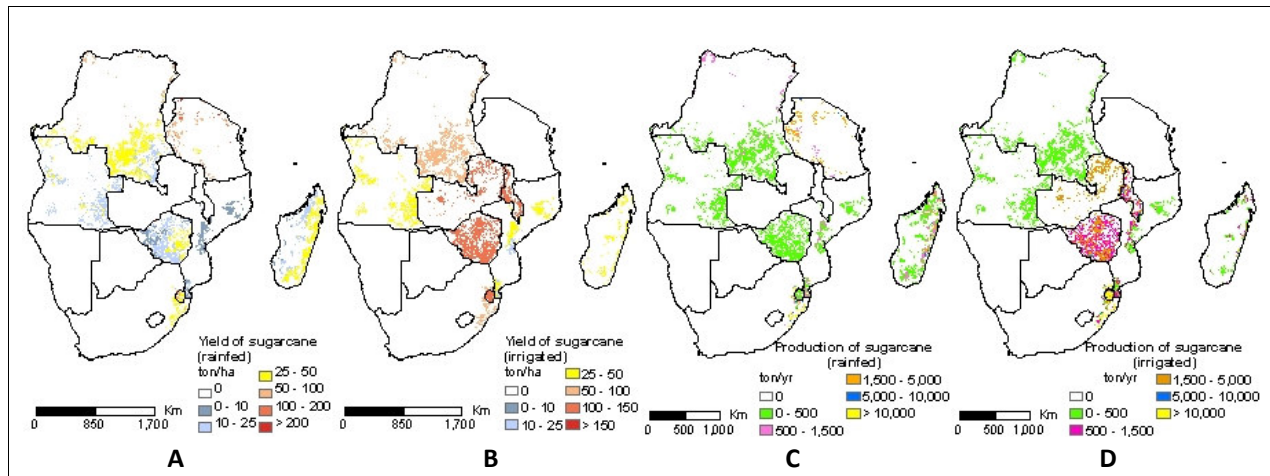 Yield of sugarcane
(rainfed)
ton/ha
0
0 - 10
10 - 25
25 - 50
50 - 100
100 - 200
> 200
Km
0 850 1,700
A
Yield of sugarcane
(irrigated)
ton/ha
0
0 - 10
10 - 25
25 - 50
50 - 100
100 - 150
> 150
Km
0 850 1,700
B
Production of sugarcane
(rainfed)
ton/yr
0
0 - 500
500 - 1,500
1,500 - 5,000
5,000 - 10,000
> 10,000
Km
0 500 1,000
C
Production of sugarcane
(irrigated)
ton/yr
0
0 - 500
500 - 1,500
1,500 - 5,000
5,000 - 10,000
> 10,000
Km
0 500 1,000
D